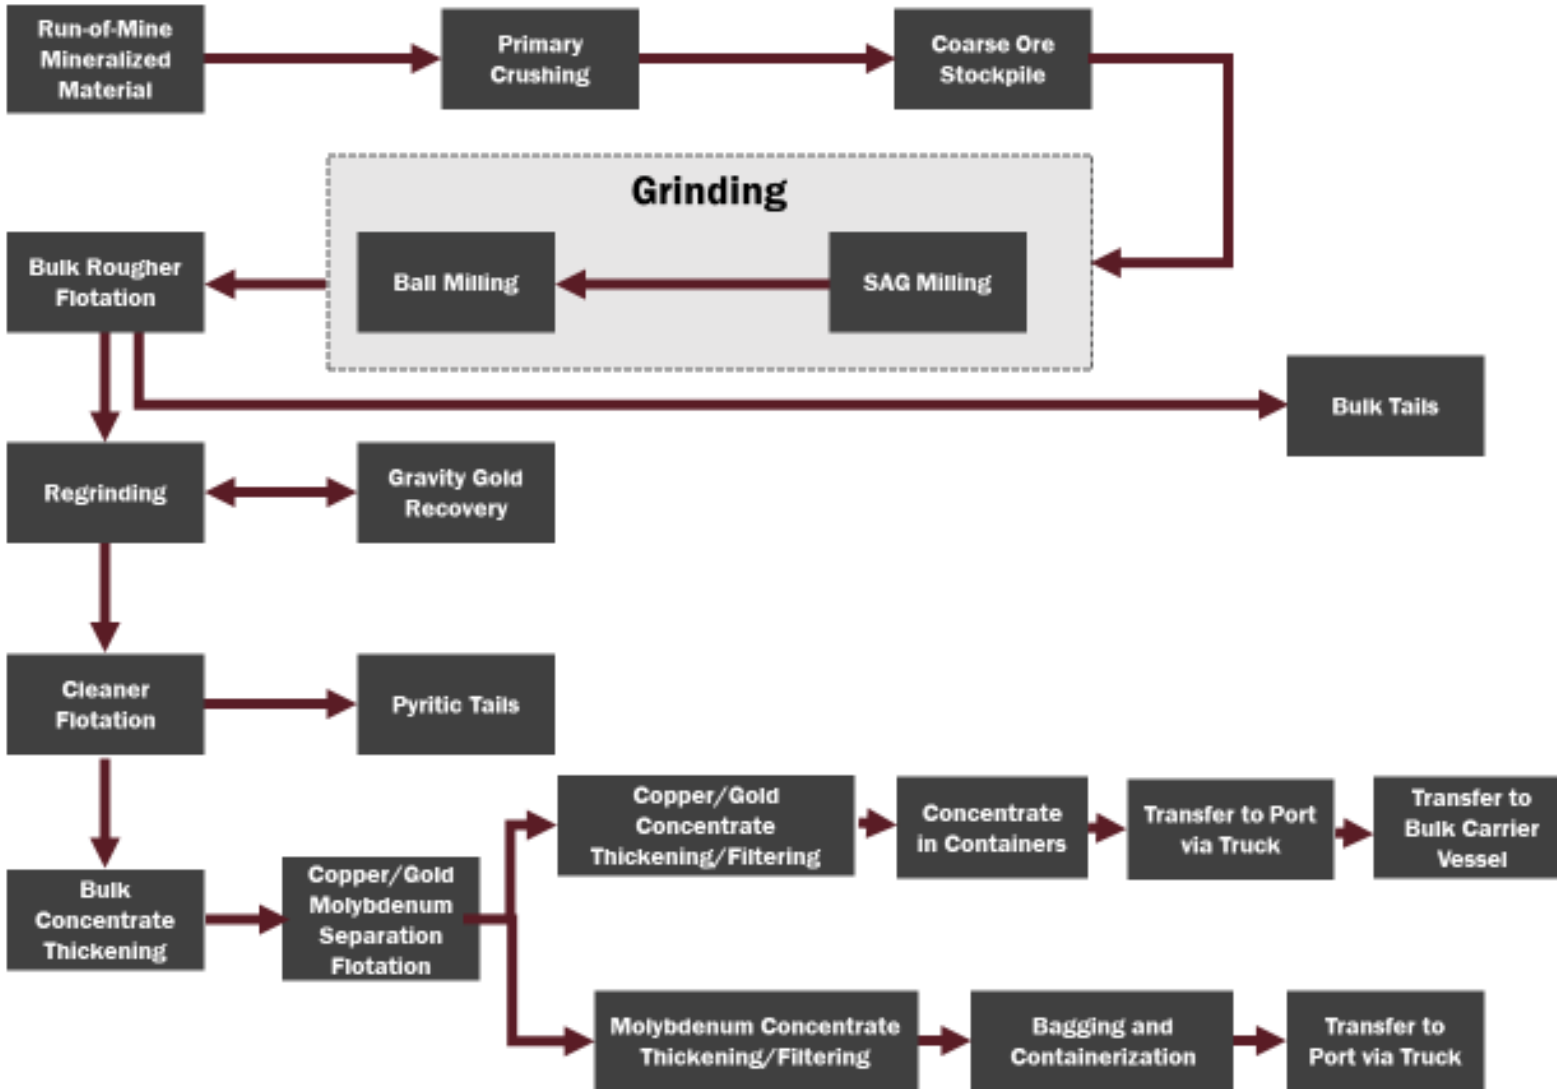 Run-of-Mine
Mineralized
Material
Primary
Crushing
Coarse Ore
Stockpile
Grinding
Bulk Rougher
Flotation
Ball Milling
SAG Milling
Bulk Tails
Regrinding
Gravity Gold
Recovery
Cleaner
Flotation
Pyritic Tails
Copper/Gold
Concentrate
Thickening/Filtering
Concentrate
in Containers
Transfer to Port
via Truck
Transfer to
Bulk Carrier
Vessel
Bulk
Concentrate
Thickening
Copper/Gold
Molybdenum
Separation
Flotation
Molybdenum Concentrate
Thickening/Filtering
Bagging and
Containerization
Transfer to
Port via Truck